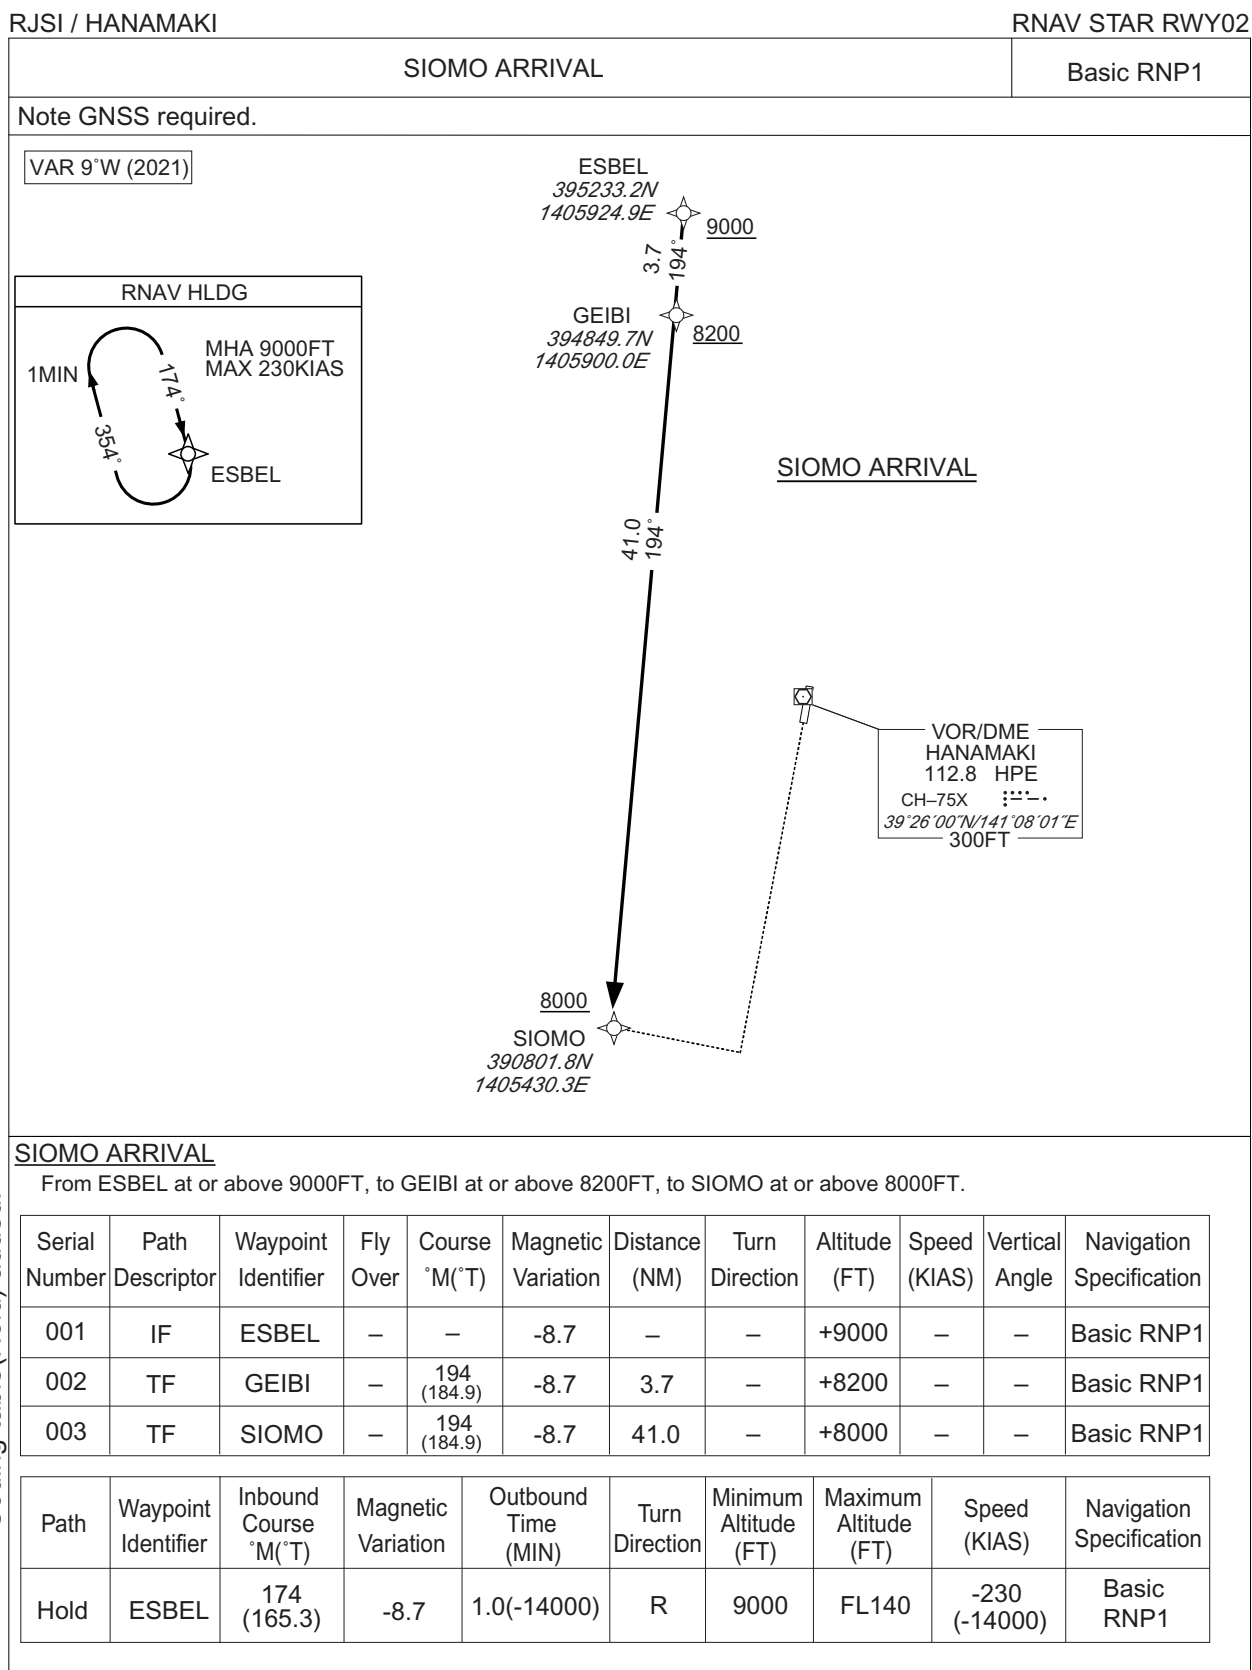 RJSI / HANAMAKI
RNAV STAR RWY02
SIOMO ARRIVAL
Basic RNP1
Note GNSS required.
VAR 9˚W (2021)
ESBEL
395233.2N
1405924.9E
9000
3.7
194˚
RNAV HLDG
MHA 9000FT
MAX 230KIAS
1MIN
174˚
354˚
ESBEL
GEIBI
394849.7N
1405900.0E
8200
SIOMO ARRIVAL
41.0
194˚
VOR/DME
HANAMAKI
112.8 HPE
CH–75X
39˚26´00˝N/141˚08´01˝E
300FT
8000
SIOMO
390801.8N
1405430.3E
SIOMO ARRIVAL
From ESBEL at or above 9000FT, to GEIBI at or above 8200FT, to SIOMO at or above 8000FT.
Serial Number Path Descriptor Waypoint Identifier Fly Over Course ˚M(˚T) Magnetic Variation Distance (NM) Turn Direction Altitude (FT) Speed (KIAS) Vertical Angle Navigation Specification
001 IF ESBEL – – -8.7 – – +9000 – – Basic RNP1
002 TF GEIBI – 194 (184.9) -8.7 3.7 – +8200 – – Basic RNP1
003 TF SIOMO – 194 (184.9) -8.7 41.0 – +8000 – – Basic RNP1
Path Waypoint Identifier Inbound Course ˚M(˚T) Magnetic Variation Outbound Time (MIN) Turn Direction Minimum Altitude (FT) Maximum Altitude (FT) Speed (KIAS) Navigation Specification
Hold ESBEL 174 (165.3) -8.7 1.0(-14000) R 9000 FL140 -230 (-14000) Basic RNP1